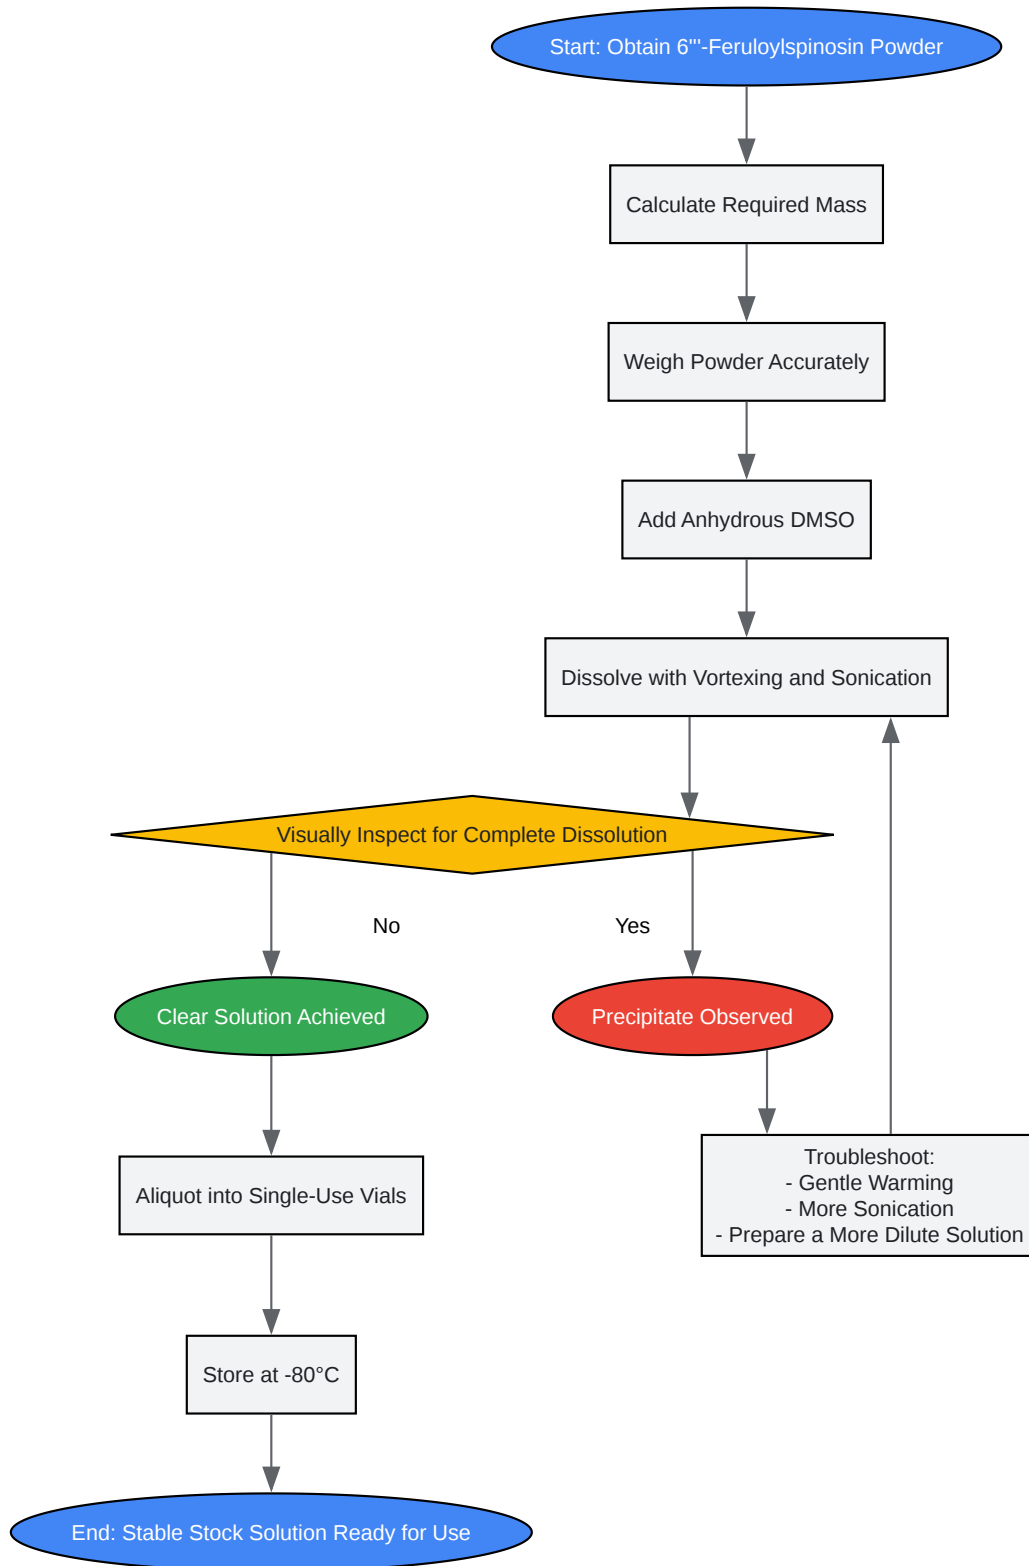 Start: Obtain 6'''-Feruloylspinosin Powder
Calculate Required Mass
Weigh Powder Accurately
Add Anhydrous DMSO
Dissolve with Vortexing and Sonication
Visually Inspect for Complete Dissolution
No
Yes
Clear Solution Achieved
Precipitate Observed
Troubleshoot:
- Gentle Warming
- More Sonication
- Prepare a More Dilute Solution
Aliquot into Single-Use Vials
Store at -80°C
End: Stable Stock Solution Ready for Use